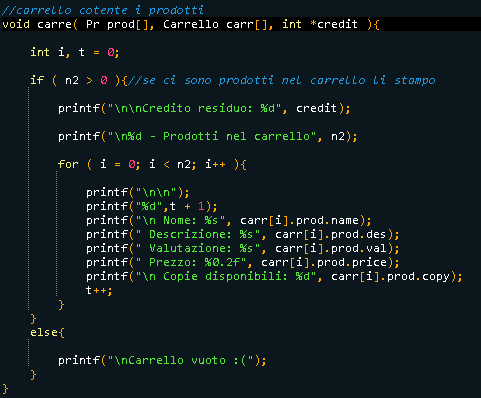 //carrello cotente i prodotti
void carre( Pr prod[], Carrello carr[], int *credit ){
int i, t = 0;
if ( n2 > 0 ){//se ci sono prodotti nel carrello li stampo
printf("\n\nCredito residuo: %d", credit);
printf("\n%d - Prodotti nel carrello", n2);
for ( i = 0; i < n2; i++ ){
printf("\n\n");
printf("%d",t + 1);
printf("\n Nome: %s", carr[i].prod.name);
printf(" Descrizione: %s", carr[i].prod.des);
printf(" Valutazione: %s", carr[i].prod.val);
printf(" Prezzo: %0.2f", carr[i].prod.price);
printf("\n Copie disponibili: %d", carr[i].prod.copy);
t++;
}
}
else{
printf("\nCarrello vuoto :(");
}
}